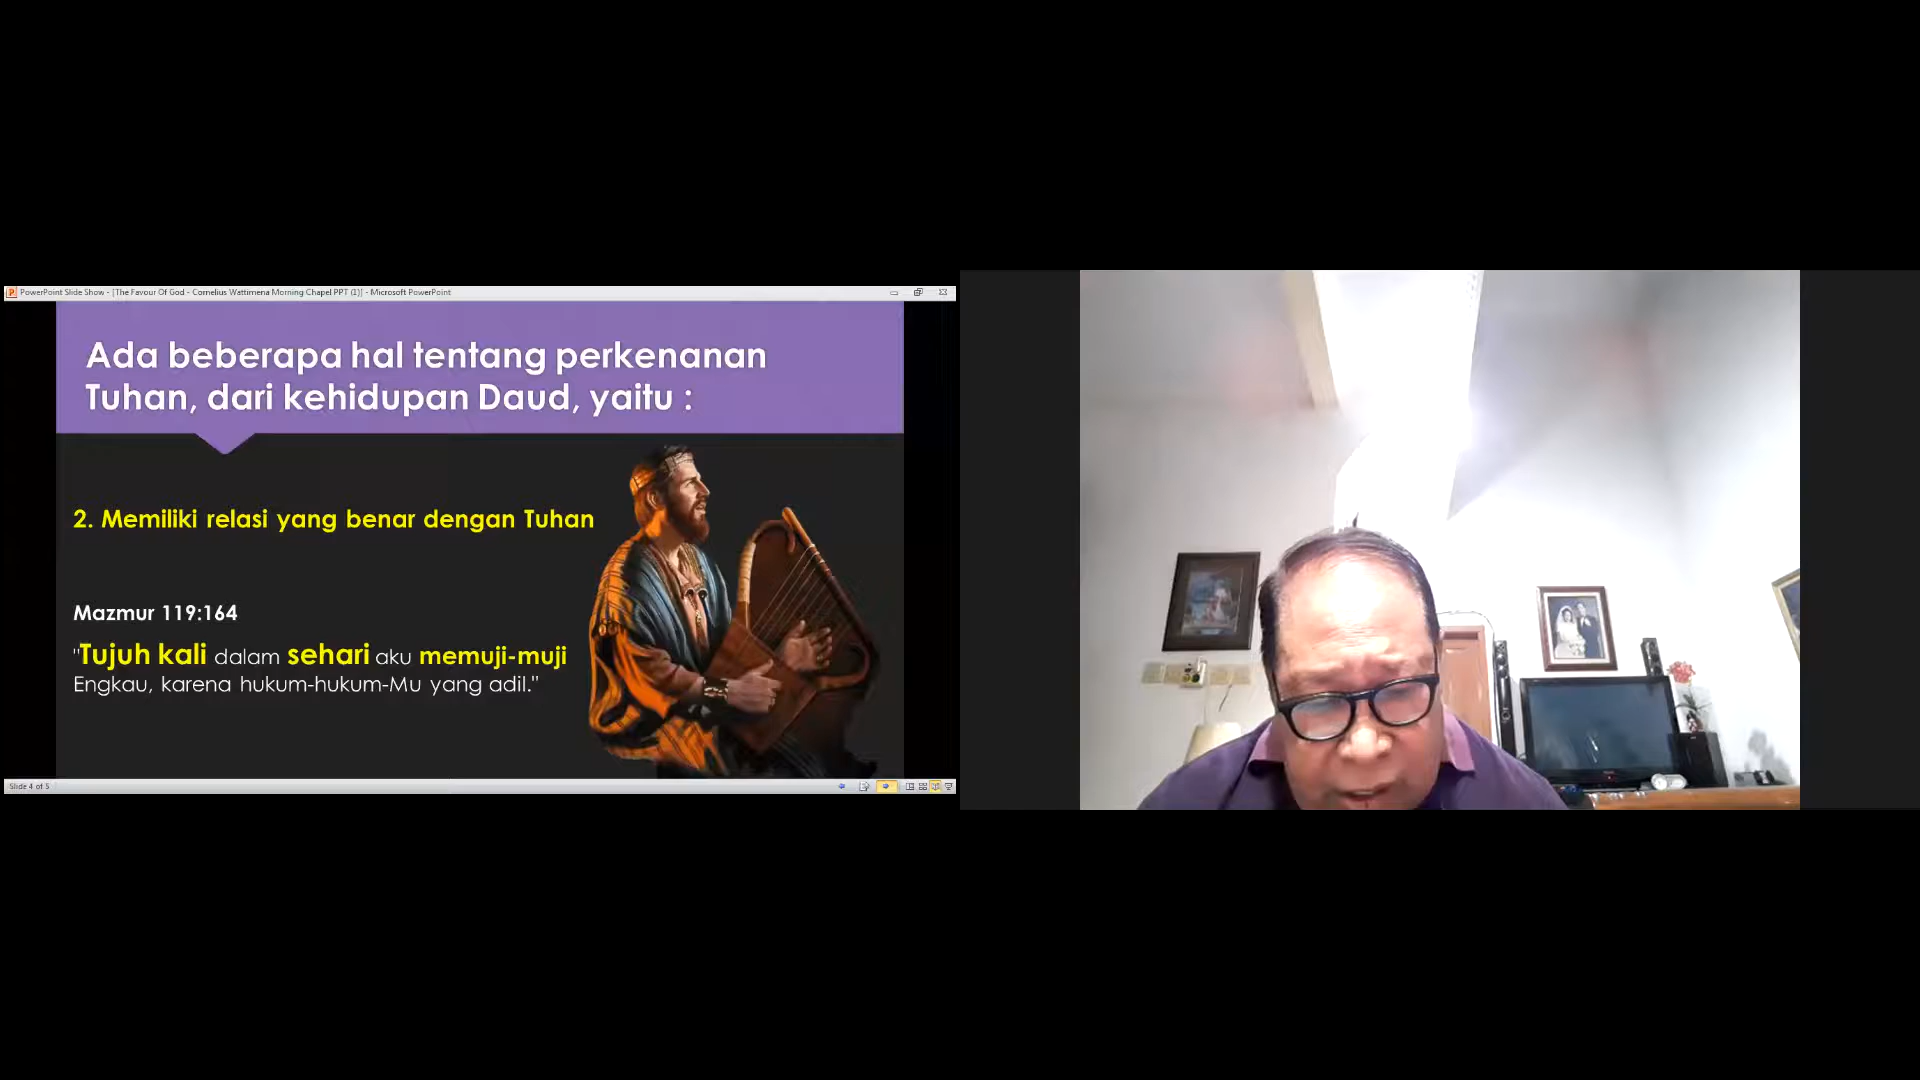 PowerPoint Slide Show - [The Favour Of God - Cornelius Wattimena Morning Chapel PPT (1)] - Microsoft PowerPoint
Ada beberapa hal tentang perkenanan
Tuhan, dari kehidupan Daud, yaitu :
2. Memiliki relasi yang benar dengan Tuhan
Mazmur 119:164
"Tujuh kali dalam sehari aku memuji-muji
Engkau, karena hukum-hukum-Mu yang adil."
Slide 4 of 5